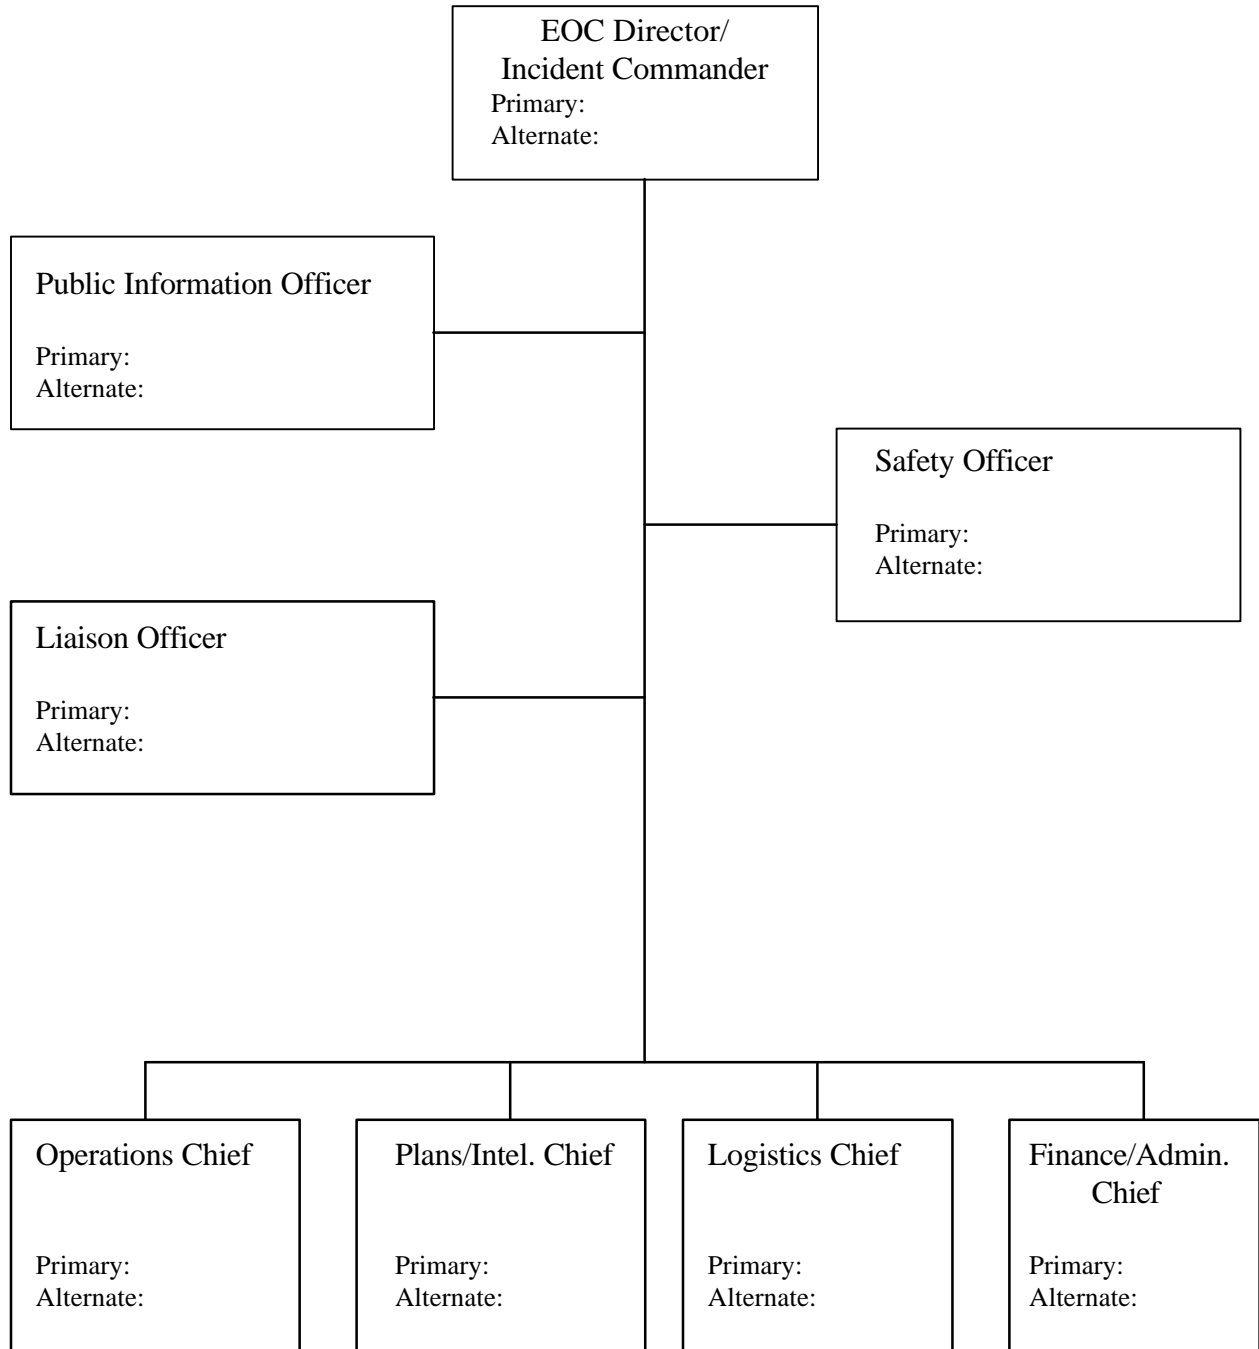 EOC Director/
Incident Commander
Primary:
Alternate:
Public Information Officer
Primary:
Alternate:
Safety Officer
Primary:
Alternate:
Liaison Officer
Primary:
Alternate:
Operations Chief
Primary:
Alternate:
Plans/Intel. Chief
Primary:
Alternate:
Logistics Chief
Primary:
Alternate:
Finance/Admin.
Chief
Primary:
Alternate: